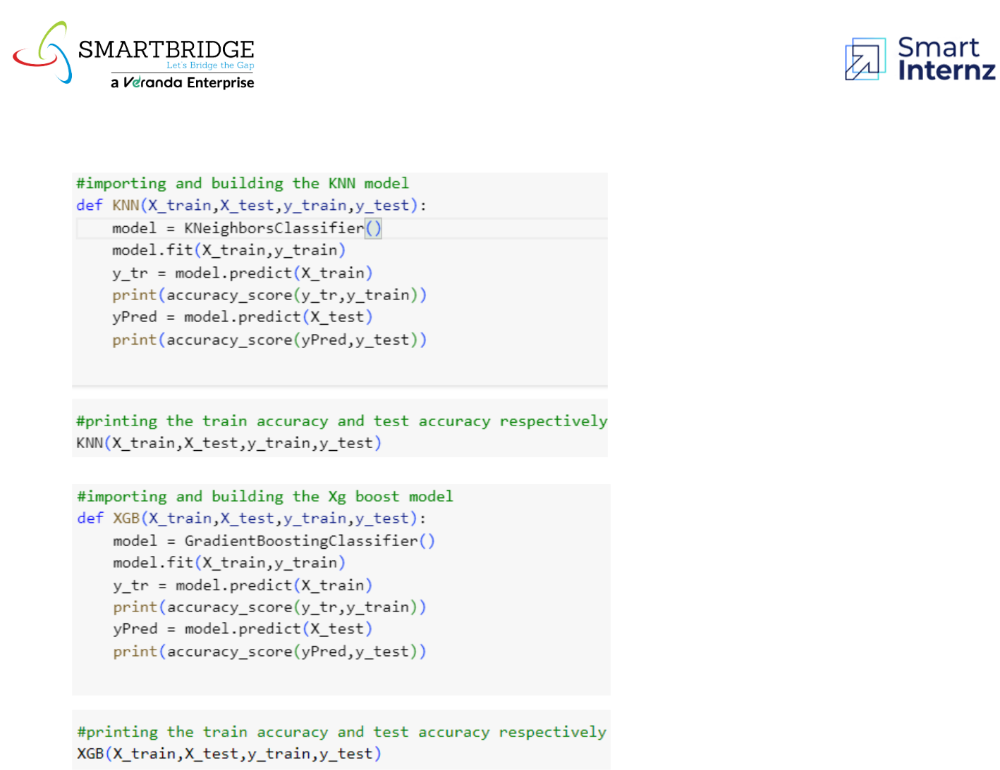 SMARTBRIDGE
Let's Bridge the Gap
a Veranda Enterprise
Smart
Internz
#importing and building the KNN model
def KNN(X_train,X_test,y_train,y_test):
    model = KNeighborsClassifier()
    model.fit(X_train,y_train)
    y_tr = model.predict(X_train)
    print(accuracy_score(y_tr,y_train))
    yPred = model.predict(X_test)
    print(accuracy_score(yPred,y_test))
#printing the train accuracy and test accuracy respectively
KNN(X_train,X_test,y_train,y_test)
#importing and building the Xg boost model
def XGB(X_train,X_test,y_train,y_test):
    model = GradientBoostingClassifier()
    model.fit(X_train,y_train)
    y_tr = model.predict(X_train)
    print(accuracy_score(y_tr,y_train))
    yPred = model.predict(X_test)
    print(accuracy_score(yPred,y_test))
#printing the train accuracy and test accuracy respectively
XGB(X_train,X_test,y_train,y_test)